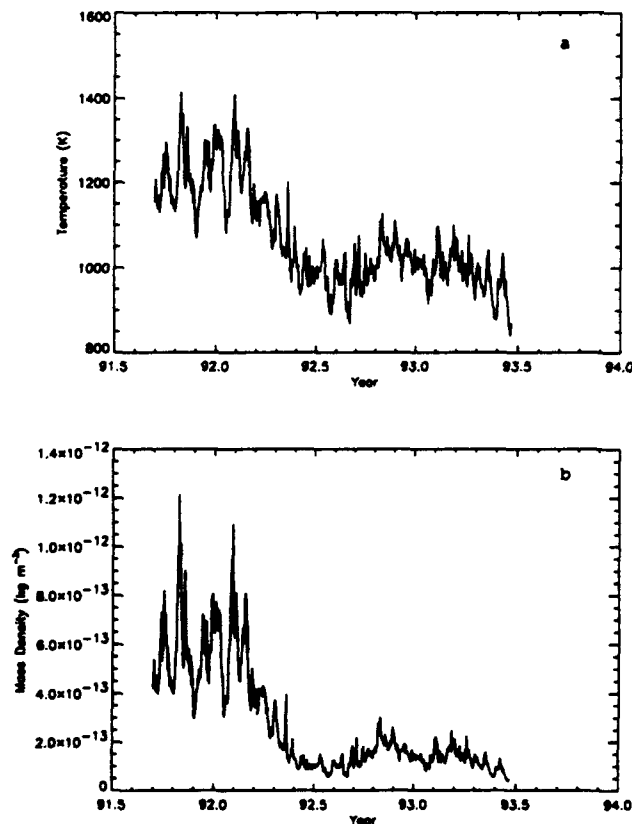 1600
a
1400
Temperature (K)
1200
1000
800
91.5 92.0 92.5 93.0 93.5 94.0
Year
1.4×10⁻¹²
b
1.2×10⁻¹²
1.0×10⁻¹²
Mass Density (kg m⁻³)
8.0×10⁻¹³
6.0×10⁻¹³
4.0×10⁻¹³
2.0×10⁻¹³
0
91.5 92.0 92.5 93.0 93.5 94.0
Year